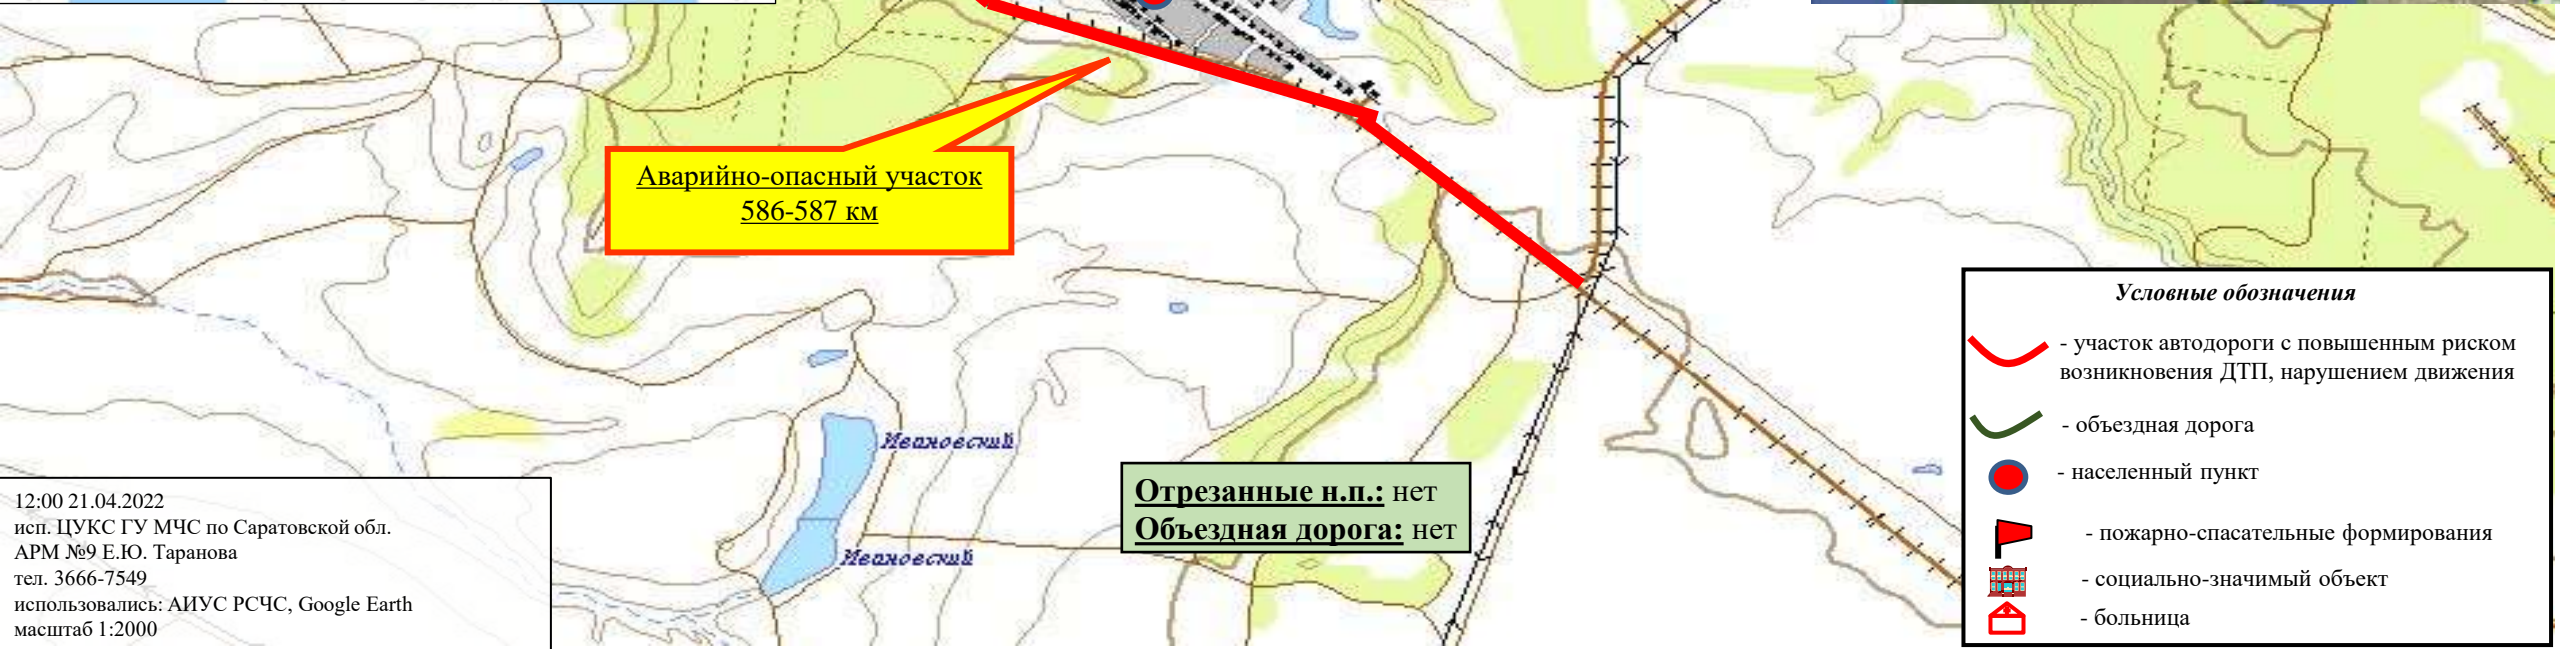 Аварийно-опасный участок
586-587 км
Условные обозначения
- участок автодороги с повышенным риском
возникновения ДТП, нарушением движения
- объездная дорога
- населенный пункт
- пожарно-спасательные формирования
- социально-значимый объект
- больница
Ивановский
Ивановский
Отрезанные н.п.: нет
Объездная дорога: нет
12:00 21.04.2022
исп. ЦУКС ГУ МЧС по Саратовской обл.
АРМ №9 Е.Ю. Таранова
тел. 3666-7549
использовались: АИУС РСЧС, Google Earth
масштаб 1:2000